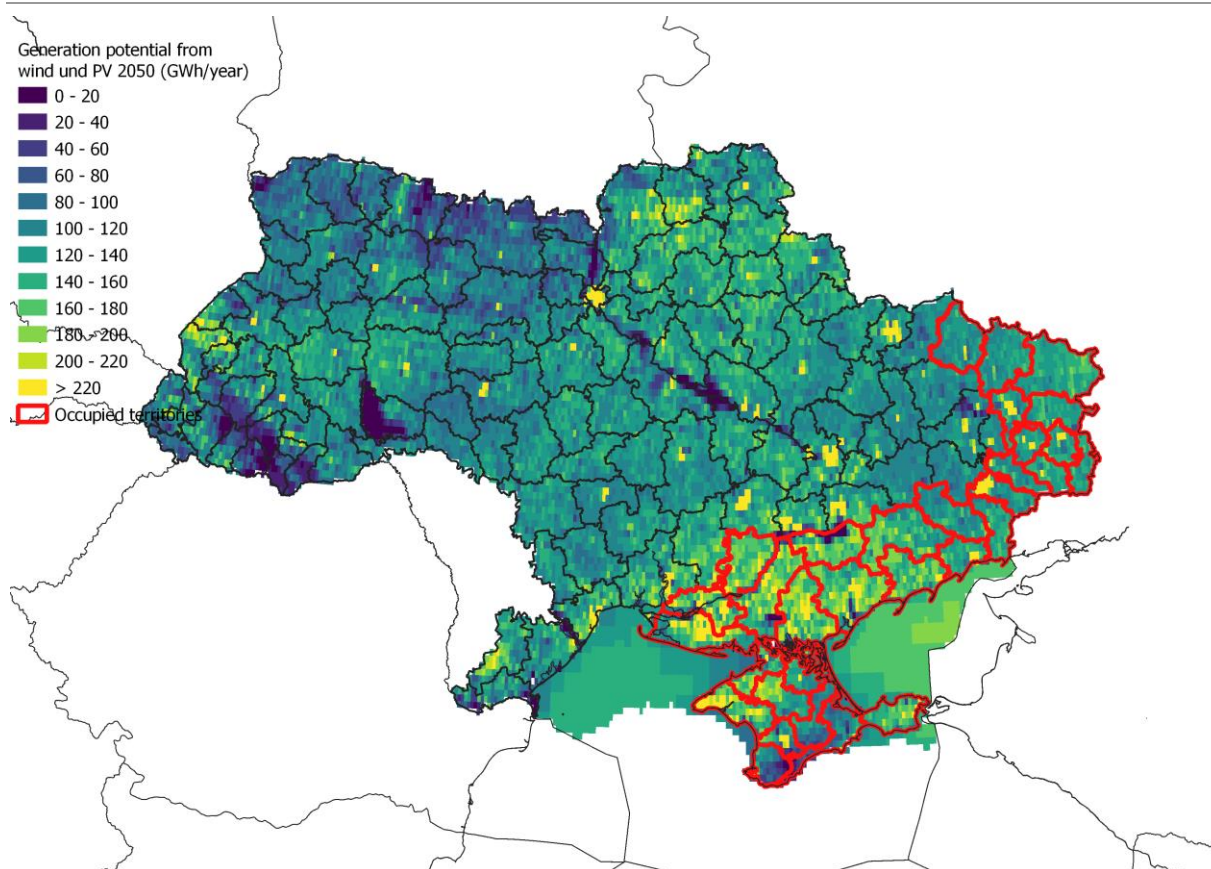 Generation potential from
wind und PV 2050 (GWh/year)
0 - 20
20 - 40
40 - 60
60 - 80
80 - 100
100 - 120
120 - 140
140 - 160
160 - 180
180 - 200
200 - 220
> 220
Occupied territories